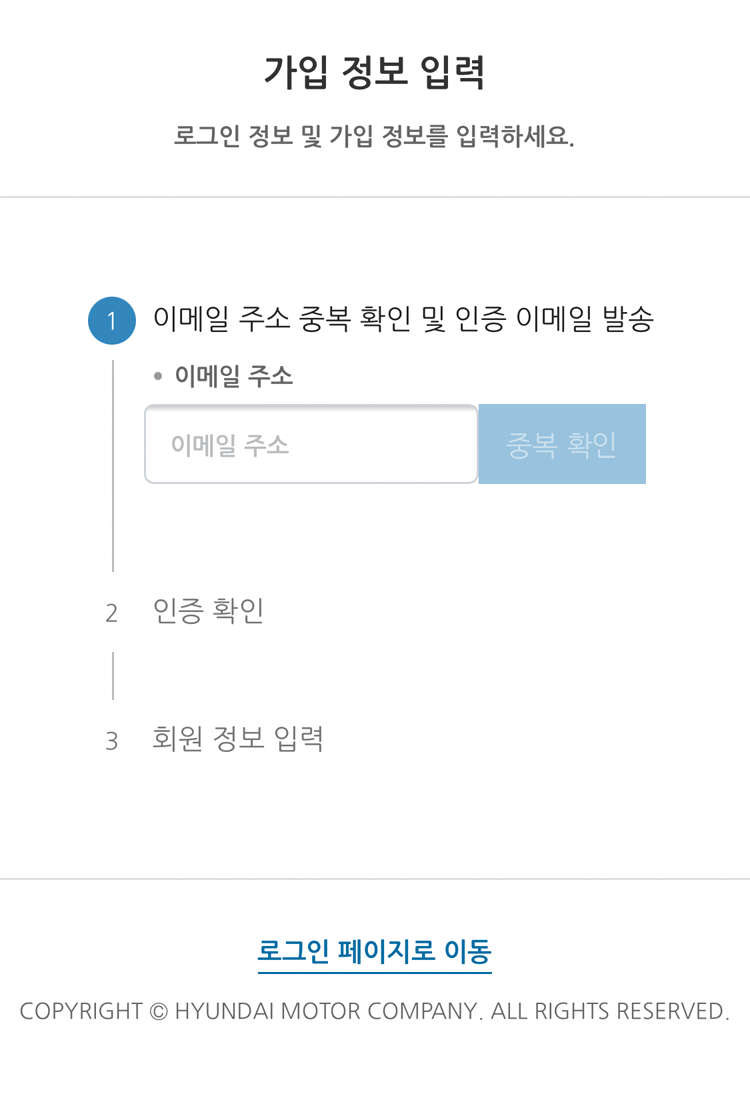 가입 정보 입력
로그인 정보 및 가입 정보를 입력하세요.
1 이메일 주소 중복 확인 및 인증 이메일 발송
• 이메일 주소
이메일 주소 중복 확인
2 인증 확인
3 회원 정보 입력
로그인 페이지로 이동
COPYRIGHT © HYUNDAI MOTOR COMPANY. ALL RIGHTS RESERVED.